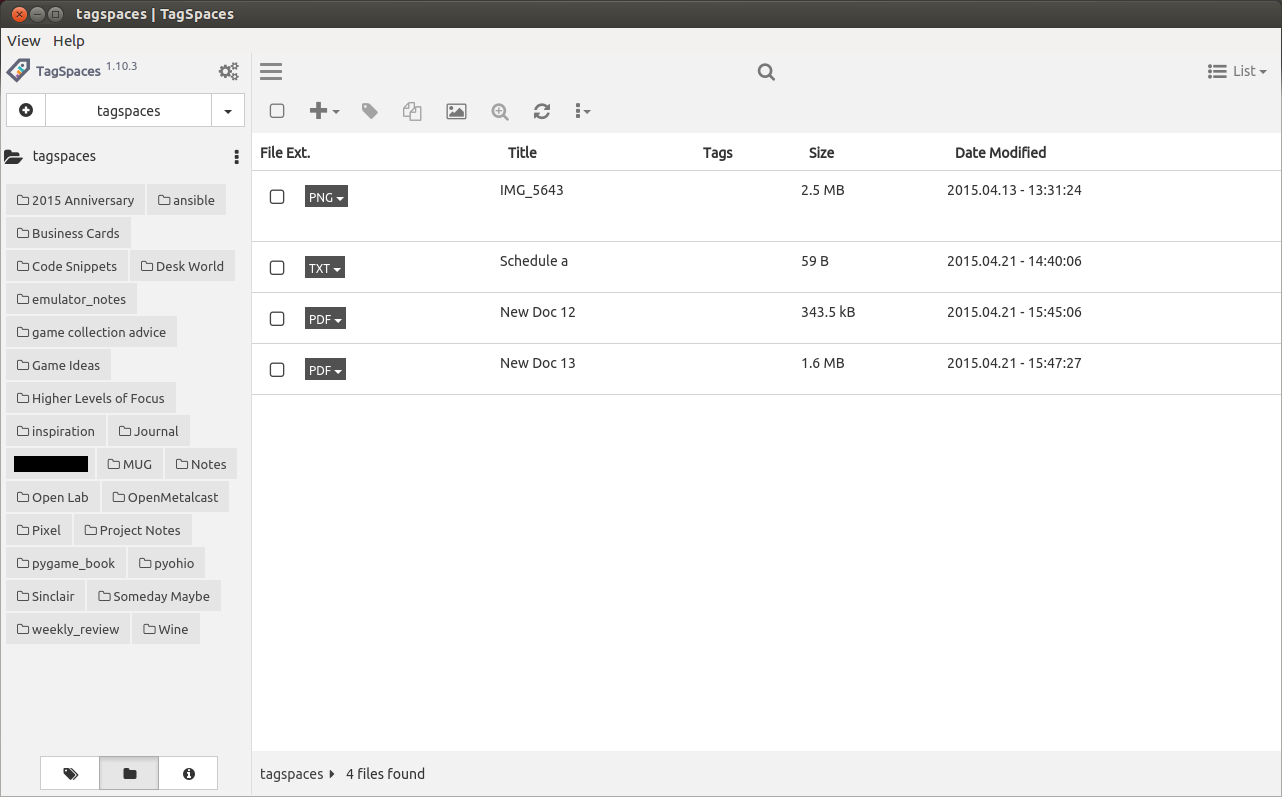 tagspaces | TagSpaces
View Help
TagSpaces 1.10.3
List
tagspaces
tagspaces
2015 Anniversary ansible
Business Cards
Code Snippets Desk World
emulator_notes
game collection advice
Game Ideas
Higher Levels of Focus
inspiration Journal
MUG Notes
Open Lab OpenMetalcast
Pixel Project Notes
pygame_book pyohio
Sinclair Someday Maybe
weekly_review Wine
File Ext. Title Tags Size Date Modified
PNG IMG_5643 2.5 MB 2015.04.13 - 13:31:24
TXT Schedule a 59 B 2015.04.21 - 14:40:06
PDF New Doc 12 343.5 kB 2015.04.21 - 15:45:06
PDF New Doc 13 1.6 MB 2015.04.21 - 15:47:27
tagspaces 4 files found